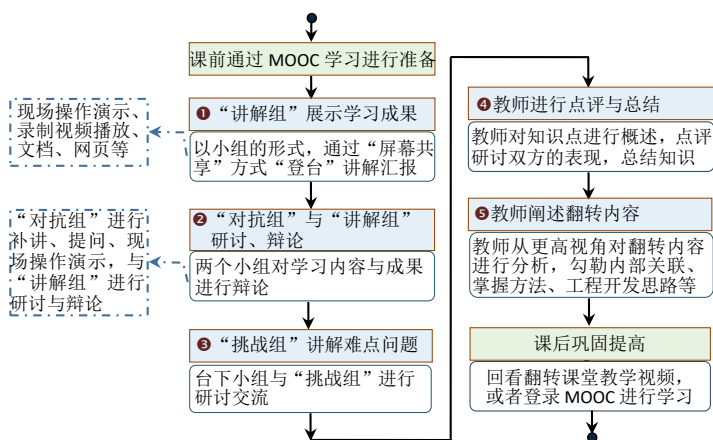 课前通过 MOOC 学习进行准备
❶“讲解组”展示学习成果
以小组的形式，通过“屏幕共
享”方式“登台”讲解汇报
现场操作演示、
录制视频播放、
文档、网页等
❷“对抗组”与“讲解组”
研讨、辩论
两个小组对学习内容与成果
进行辩论
“对抗组”进行
补讲、提问、现
场操作演示，与
“讲解组”进行
研讨与辩论
❸“挑战组”讲解难点问题
台下小组与“挑战组”进行
研讨交流
❹教师进行点评与总结
教师对知识点进行概述，点评
研讨双方的表现，总结知识
❺教师阐述翻转内容
教师从更高视角对翻转内容
进行分析，勾勒内部关联、
掌握方法、工程开发思路等
课后巩固提高
回看翻转课堂教学视频，
或者登录 MOOC 进行学习